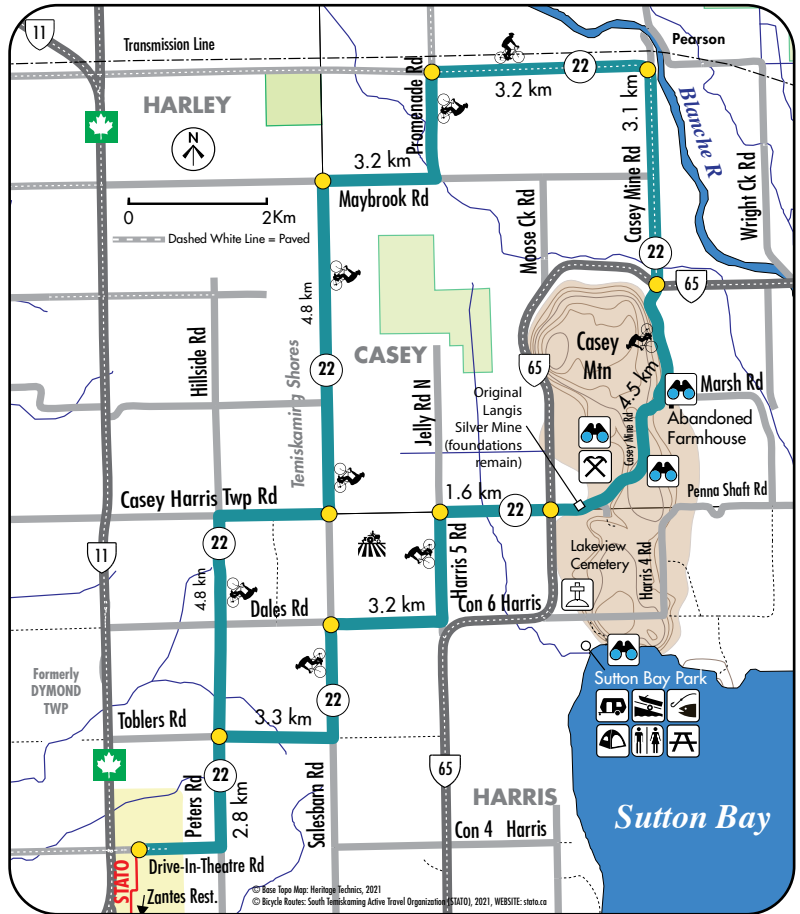 11
Transmission Line
Pearson
HARLEY
Promenade Rd
22
3.2 km
3.1 km
Blanche R
N
3.2 km
Maybrook Rd
Casey Mine Rd
Wright Ck Rd
Moose Ck Rd
0 2Km
Dashed White Line = Paved
22
65
4.8 km
Hillside Rd
Temiskaming Shores
22
CASEY
Jelly Rd N
65
Casey
Mtn
4.5 km
Marsh Rd
Original
Langis
Silver Mine
(foundations
remain)
Abandoned
Farmhouse
Casey Mine Rd
Casey Harris Twp Rd
1.6 km
22
Penna Shaft Rd
11
22
Harris 5 Rd
Lakeview
Cemetery
Harris 4 Rd
4.8 km
Dales Rd
3.2 km
Con 6 Harris
Formerly
DYMOND
TWP
22
Sutton Bay Park
Toblers Rd
3.3 km
22
Peters Rd
2.8 km
Salesbarn Rd
65
HARRIS
Sutton Bay
Con 4 Harris
Drive-In-Theatre Rd
STATO
Zantes Rest.
© Base Topo Map: Heritage Technics, 2021
© Bicycle Routes: South Temiskaming Active Travel Organization (STATO), 2021, WEBSITE: stato.ca